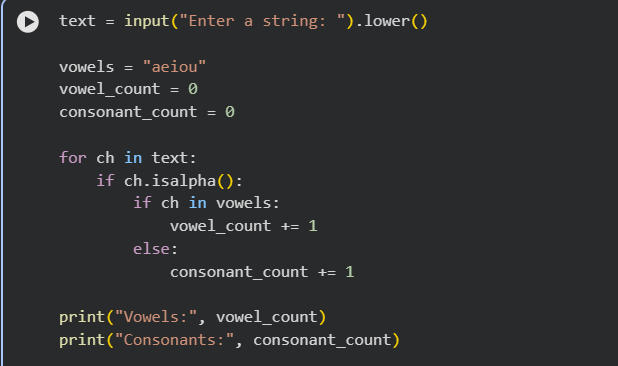 text = input("Enter a string: ").lower()

vowels = "aeiou"
vowel_count = 0
consonant_count = 0

for ch in text:
    if ch.isalpha():
        if ch in vowels:
            vowel_count += 1
        else:
            consonant_count += 1

print("Vowels:", vowel_count)
print("Consonants:", consonant_count)